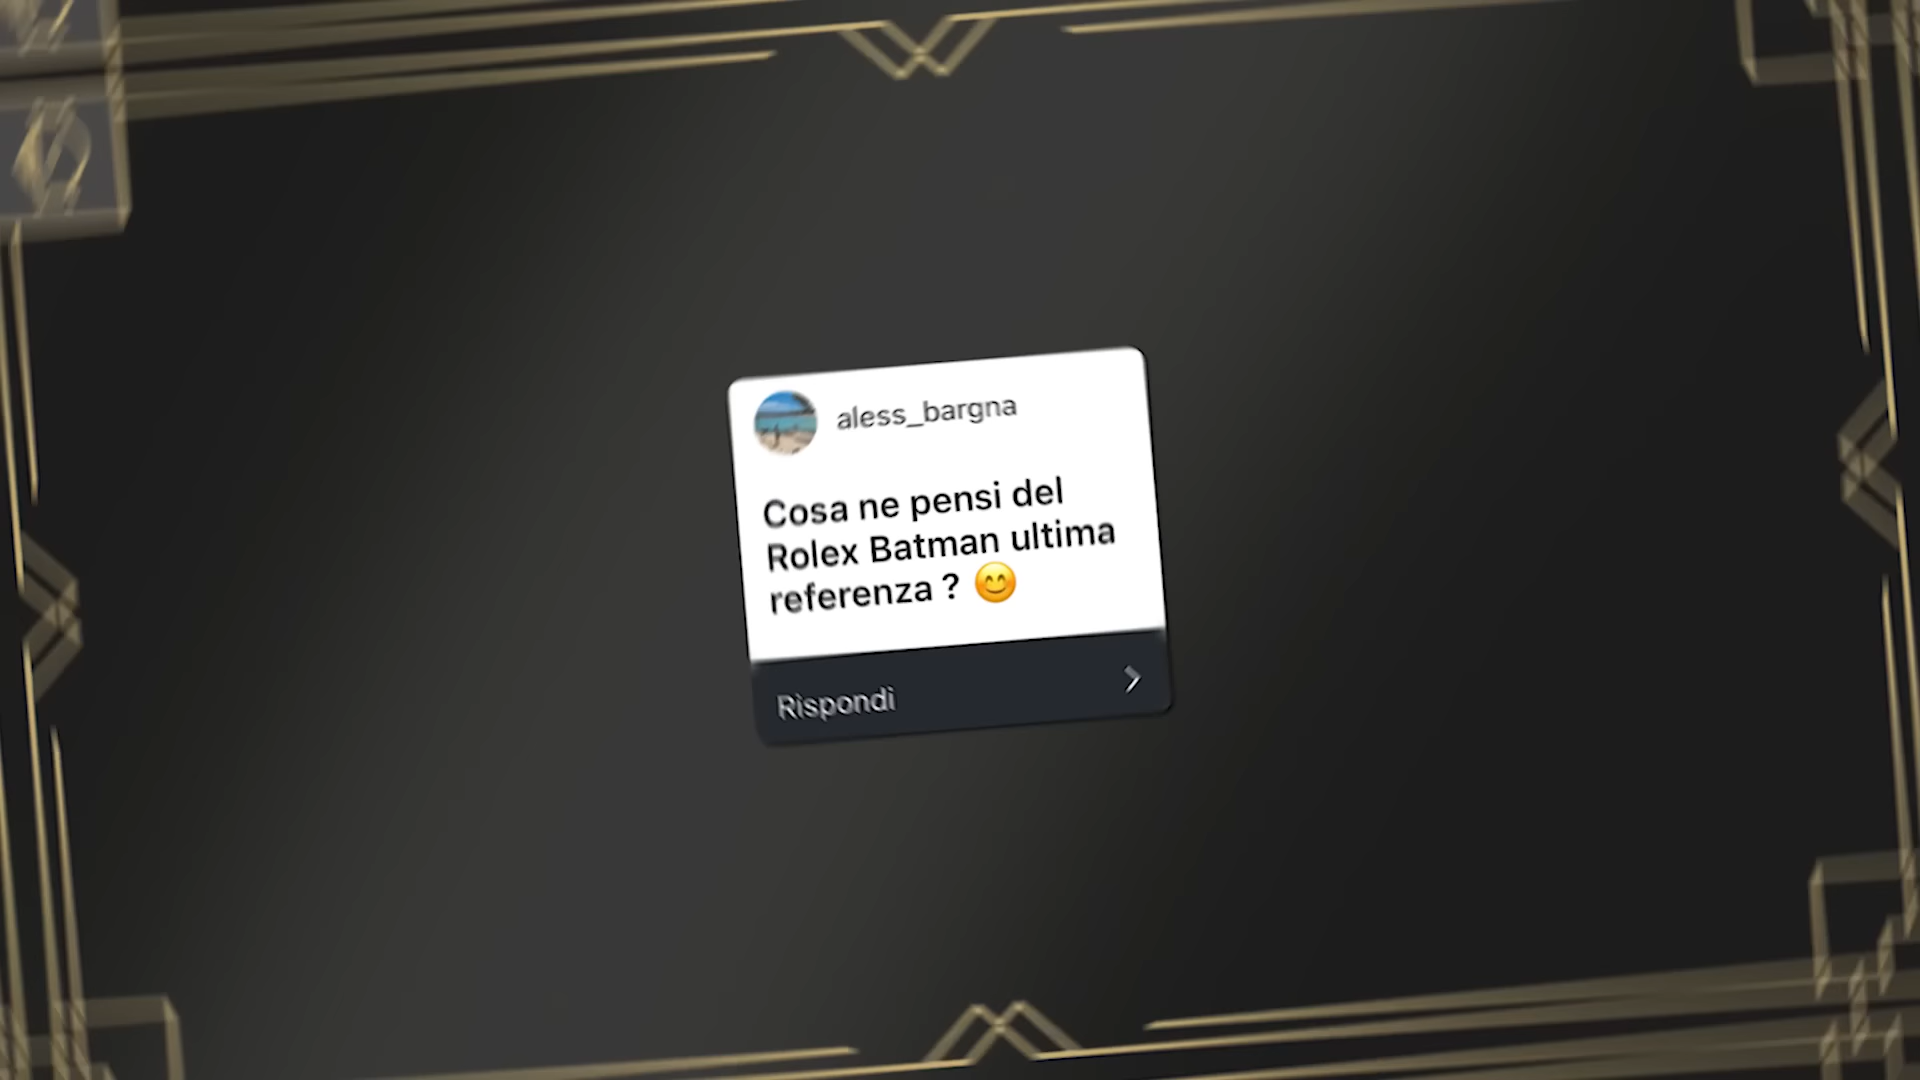 aless_bargna
Cosa ne pensi del
Rolex Batman ultima
referenza ? 😊
Rispondi